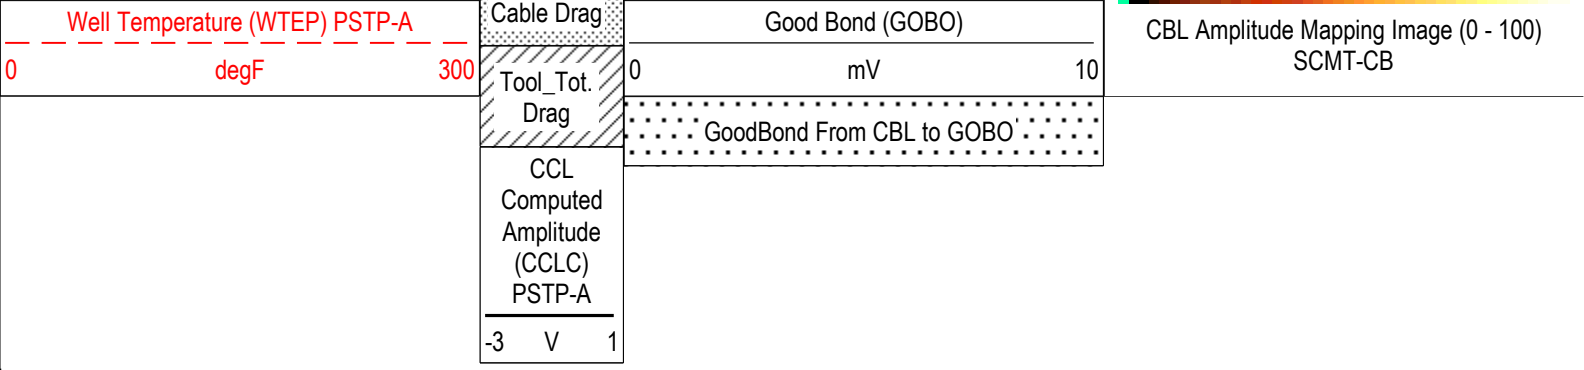 Well Temperature (WTEP) PSTP-A
0 degF 300
Cable Drag
Tool_Tot.
Drag
CCL
Computed
Amplitude
(CCLC)
PSTP-A
-3 V 1
Good Bond (GOBO)
0 mV 10
GoodBond From CBL to GOBO
CBL Amplitude Mapping Image (0 - 100)
SCMT-CB